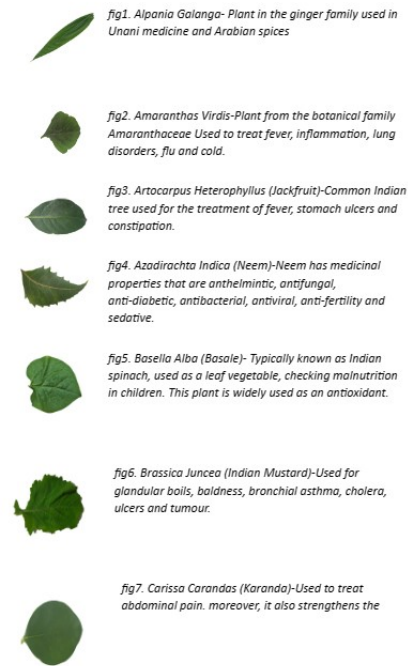 fig1. Alpania Galanga- Plant in the ginger family used in
Unani medicine and Arabian spices
fig2. Amaranthas Virdis-Plant from the botanical family
Amaranthaceae Used to treat fever, inflammation, lung
disorders, flu and cold.
fig3. Artocarpus Heterophyllus (Jackfruit)-Common Indian
tree used for the treatment of fever, stomach ulcers and
constipation.
fig4. Azadirachta Indica (Neem)-Neem has medicinal
properties that are anthelmintic, antifungal,
anti-diabetic, antibacterial, antiviral, anti-fertility and
sedative.
fig5. Basella Alba (Basale)- Typically known as Indian
spinach, used as a leaf vegetable, checking malnutrition
in children. This plant is widely used as an antioxidant.
fig6. Brassica Juncea (Indian Mustard)-Used for
glandular boils, baldness, bronchial asthma, cholera,
ulcers and tumour.
fig7. Carissa Carandas (Karanda)-Used to treat
abdominal pain. moreover, it also strengthens the